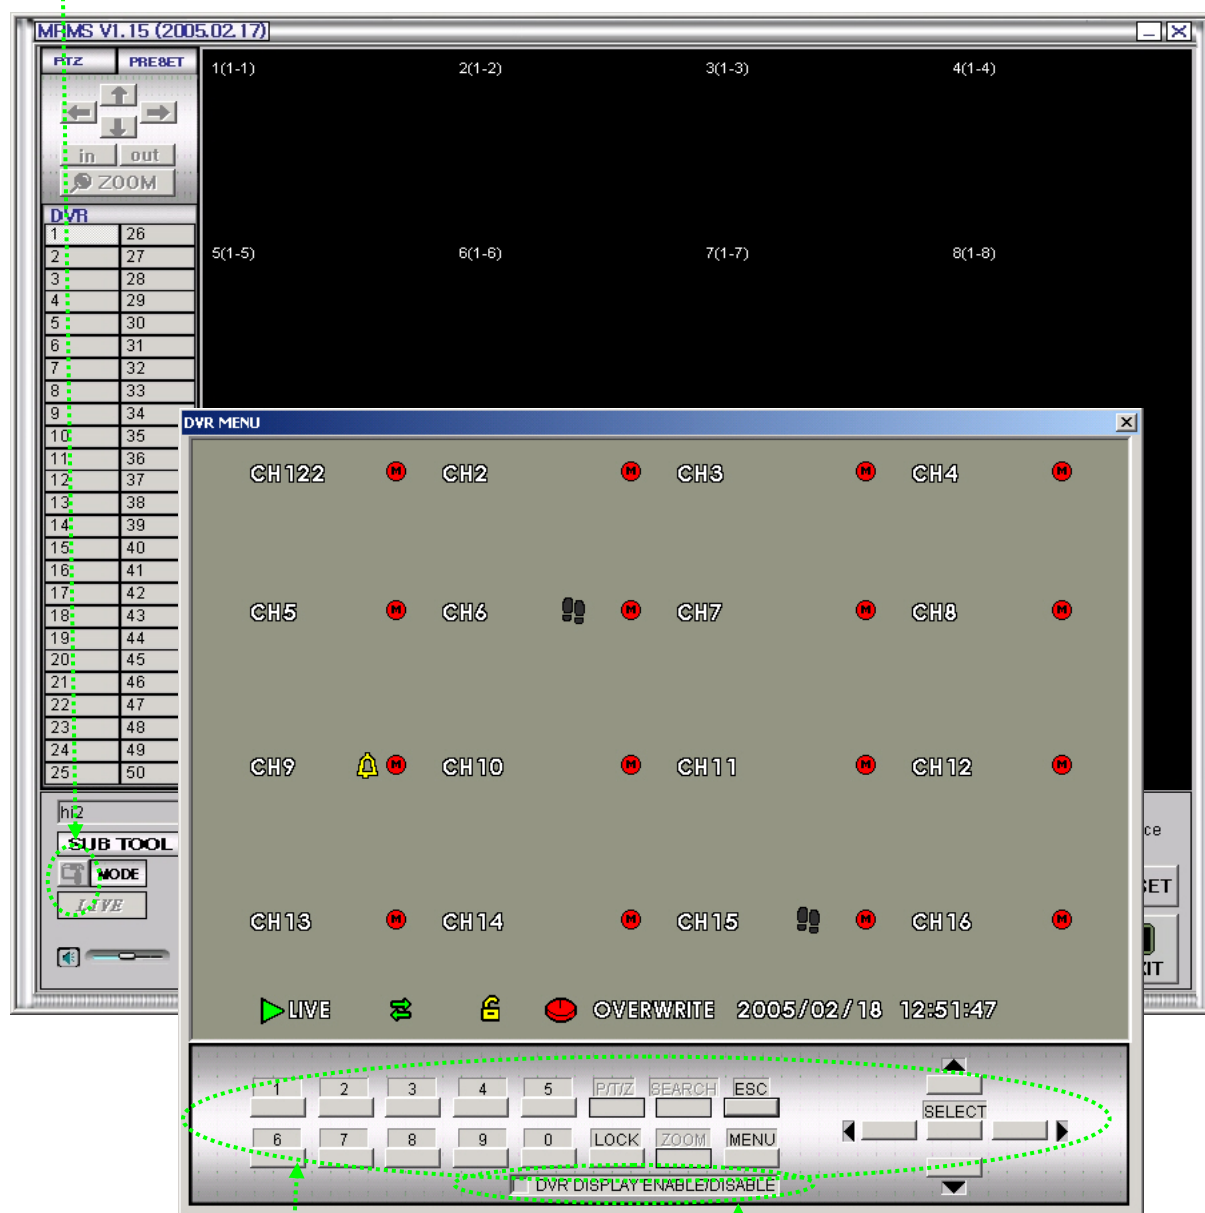 MRMS V1.15 (2005.02.17)
PTZ PRESET
in out
ZOOM
DVR
1 26
2 27
3 28
4 29
5 30
6 31
7 32
8 33
9 34
10 35
11 36
12 37
13 38
14 39
15 40
16 41
17 42
18 43
19 44
20 45
21 46
22 47
23 48
24 49
25 50
1(1-1) 2(1-2) 3(1-3) 4(1-4)
5(1-5) 6(1-6) 7(1-7) 8(1-8)
hi2
SUB TOOL
MODE
LIVE
DVR MENU
CH122 M CH2 M CH3 M CH4 M
CH5 M CH6 M CH7 M CH8 M
CH9 M CH10 M CH11 M CH12 M
CH13 M CH14 M CH15 M CH16 M
LIVE OVERWRITE 2005/02/18 12:51:47
1 2 3 4 5 P/T/Z SEARCH ESC
SELECT
6 7 8 9 0 LOCK ZOOM MENU
DVR DISPLAY ENABLE/DISABLE